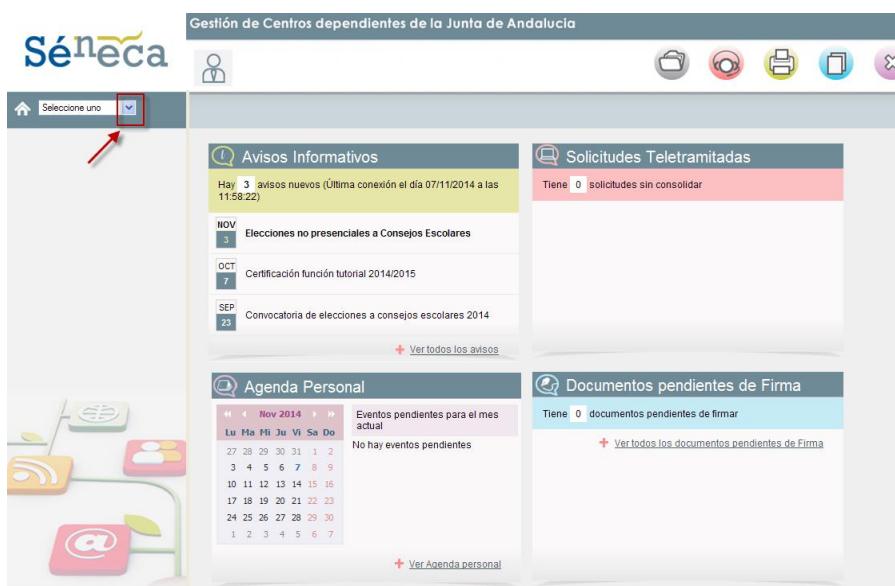 Gestión de Centros dependientes de la Junta de Andalucía
Séneca
Seleccione uno
Avisos Informativos
Hay 3 avisos nuevos (Última conexión el día 07/11/2014 a las
11:58:22)
NOV
3
Elecciones no presenciales a Consejos Escolares
OCT
7
Certificación función tutorial 2014/2015
SEP
23
Convocatoria de elecciones a consejos escolares 2014
Ver todos los avisos
Solicitudes Teletramitadas
Tiene 0 solicitudes sin consolidar
Agenda Personal
Nov 2014
Lu Ma Mi Ju Vi Sa Do
27 28 29 30 31 1 2
3 4 5 6 7 8 9
10 11 12 13 14 15 16
17 18 19 20 21 22 23
24 25 26 27 28 29 30
1 2 3 4 5 6 7
Eventos pendientes para el mes
actual
No hay eventos pendientes
Ver Agenda personal
Documentos pendientes de Firma
Tiene 0 documentos pendientes de firmar
Ver todos los documentos pendientes de Firma
@